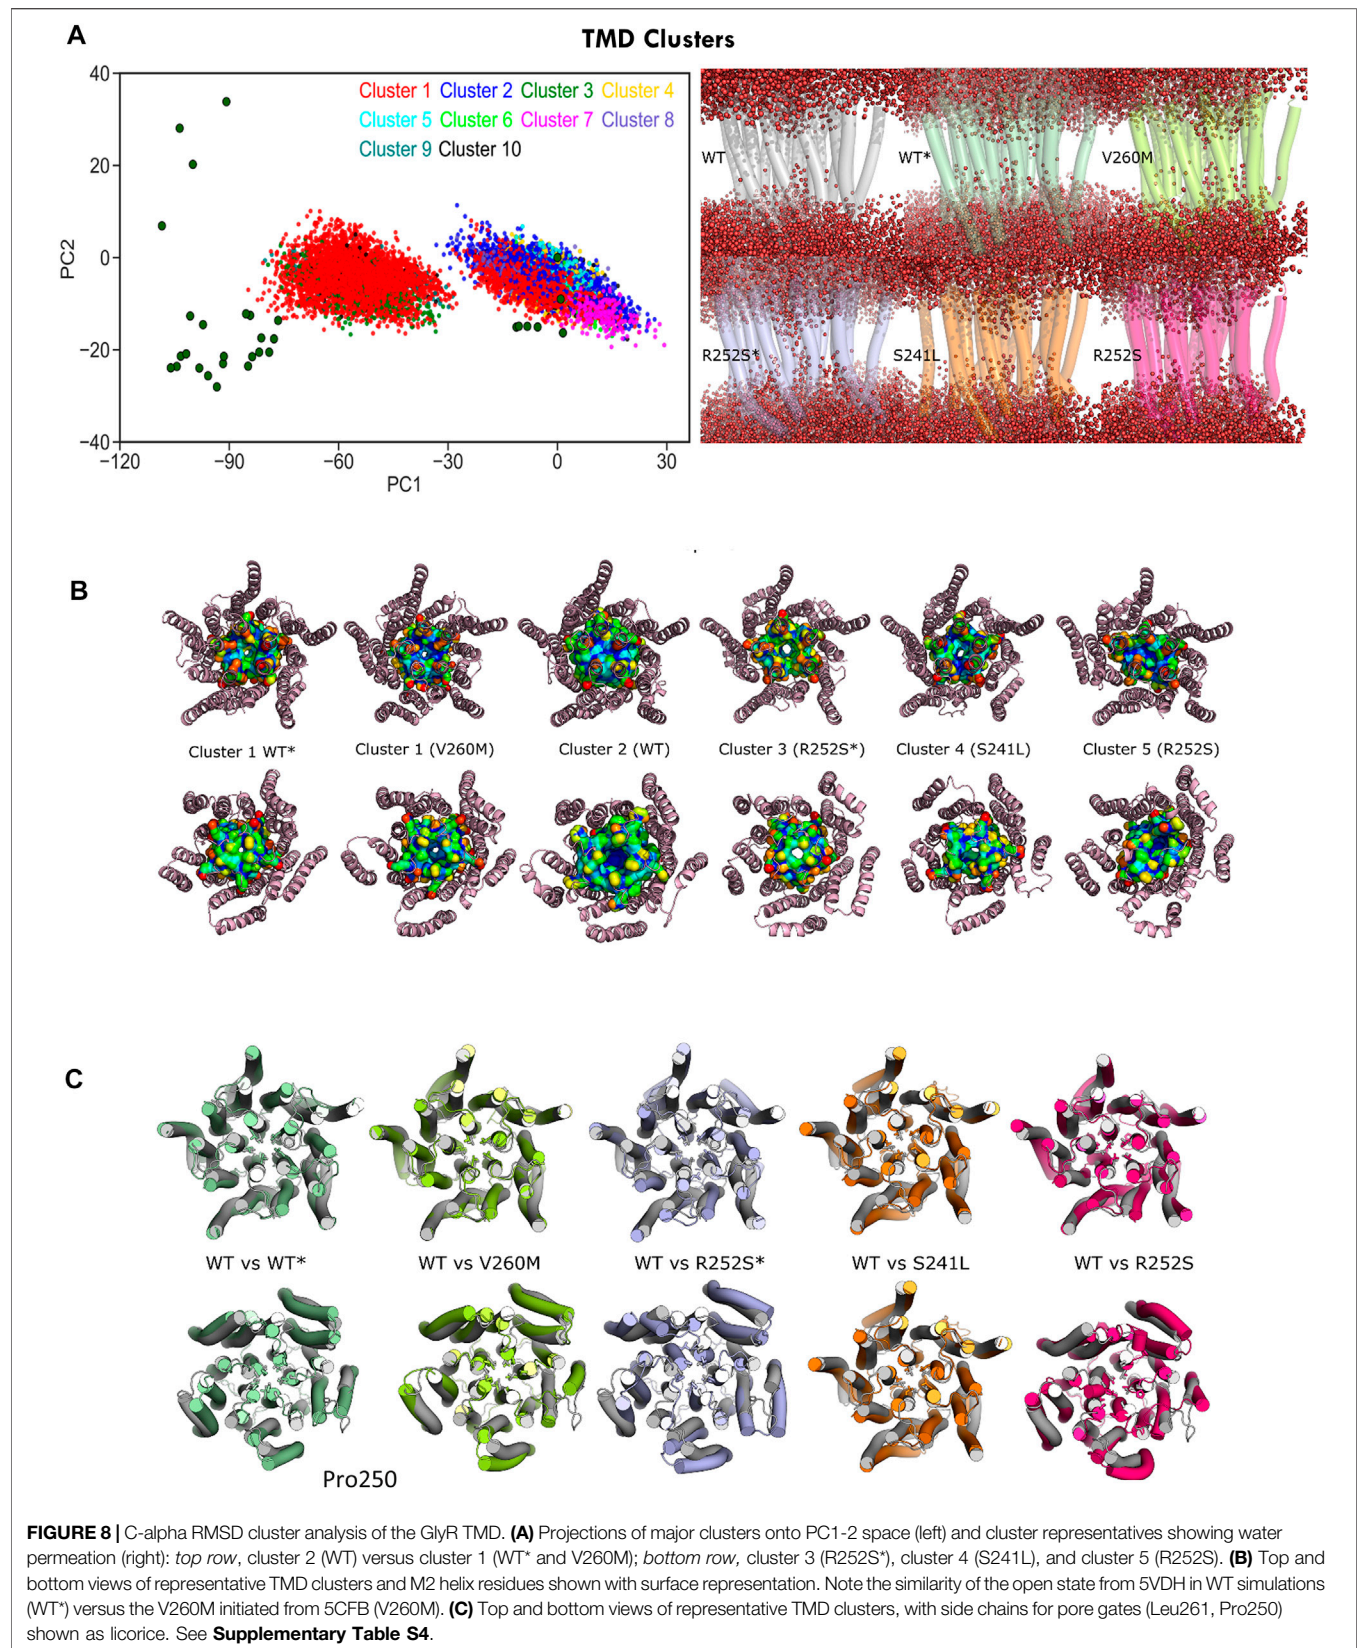 A
TMD Clusters
40
20
0
−20
−40
PC2
Cluster 1 Cluster 2 Cluster 3 Cluster 4
Cluster 5 Cluster 6 Cluster 7 Cluster 8
Cluster 9 Cluster 10
−120 −90 −60 −30 0 30
PC1
WT WT* V260M
R252S* S241L R252S
B
Cluster 1 WT* Cluster 1 (V260M) Cluster 2 (WT) Cluster 3 (R252S*) Cluster 4 (S241L) Cluster 5 (R252S)
C
WT vs WT* WT vs V260M WT vs R252S* WT vs S241L WT vs R252S
Pro250
FIGURE 8 | C-alpha RMSD cluster analysis of the GlyR TMD. (A) Projections of major clusters onto PC1-2 space (left) and cluster representatives showing water
permeation (right): top row, cluster 2 (WT) versus cluster 1 (WT* and V260M); bottom row, cluster 3 (R252S*), cluster 4 (S241L), and cluster 5 (R252S). (B) Top and
bottom views of representative TMD clusters and M2 helix residues shown with surface representation. Note the similarity of the open state from 5VDH in WT simulations
(WT*) versus the V260M initiated from 5CFB (V260M). (C) Top and bottom views of representative TMD clusters, with side chains for pore gates (Leu261, Pro250)
shown as licorice. See Supplementary Table S4.